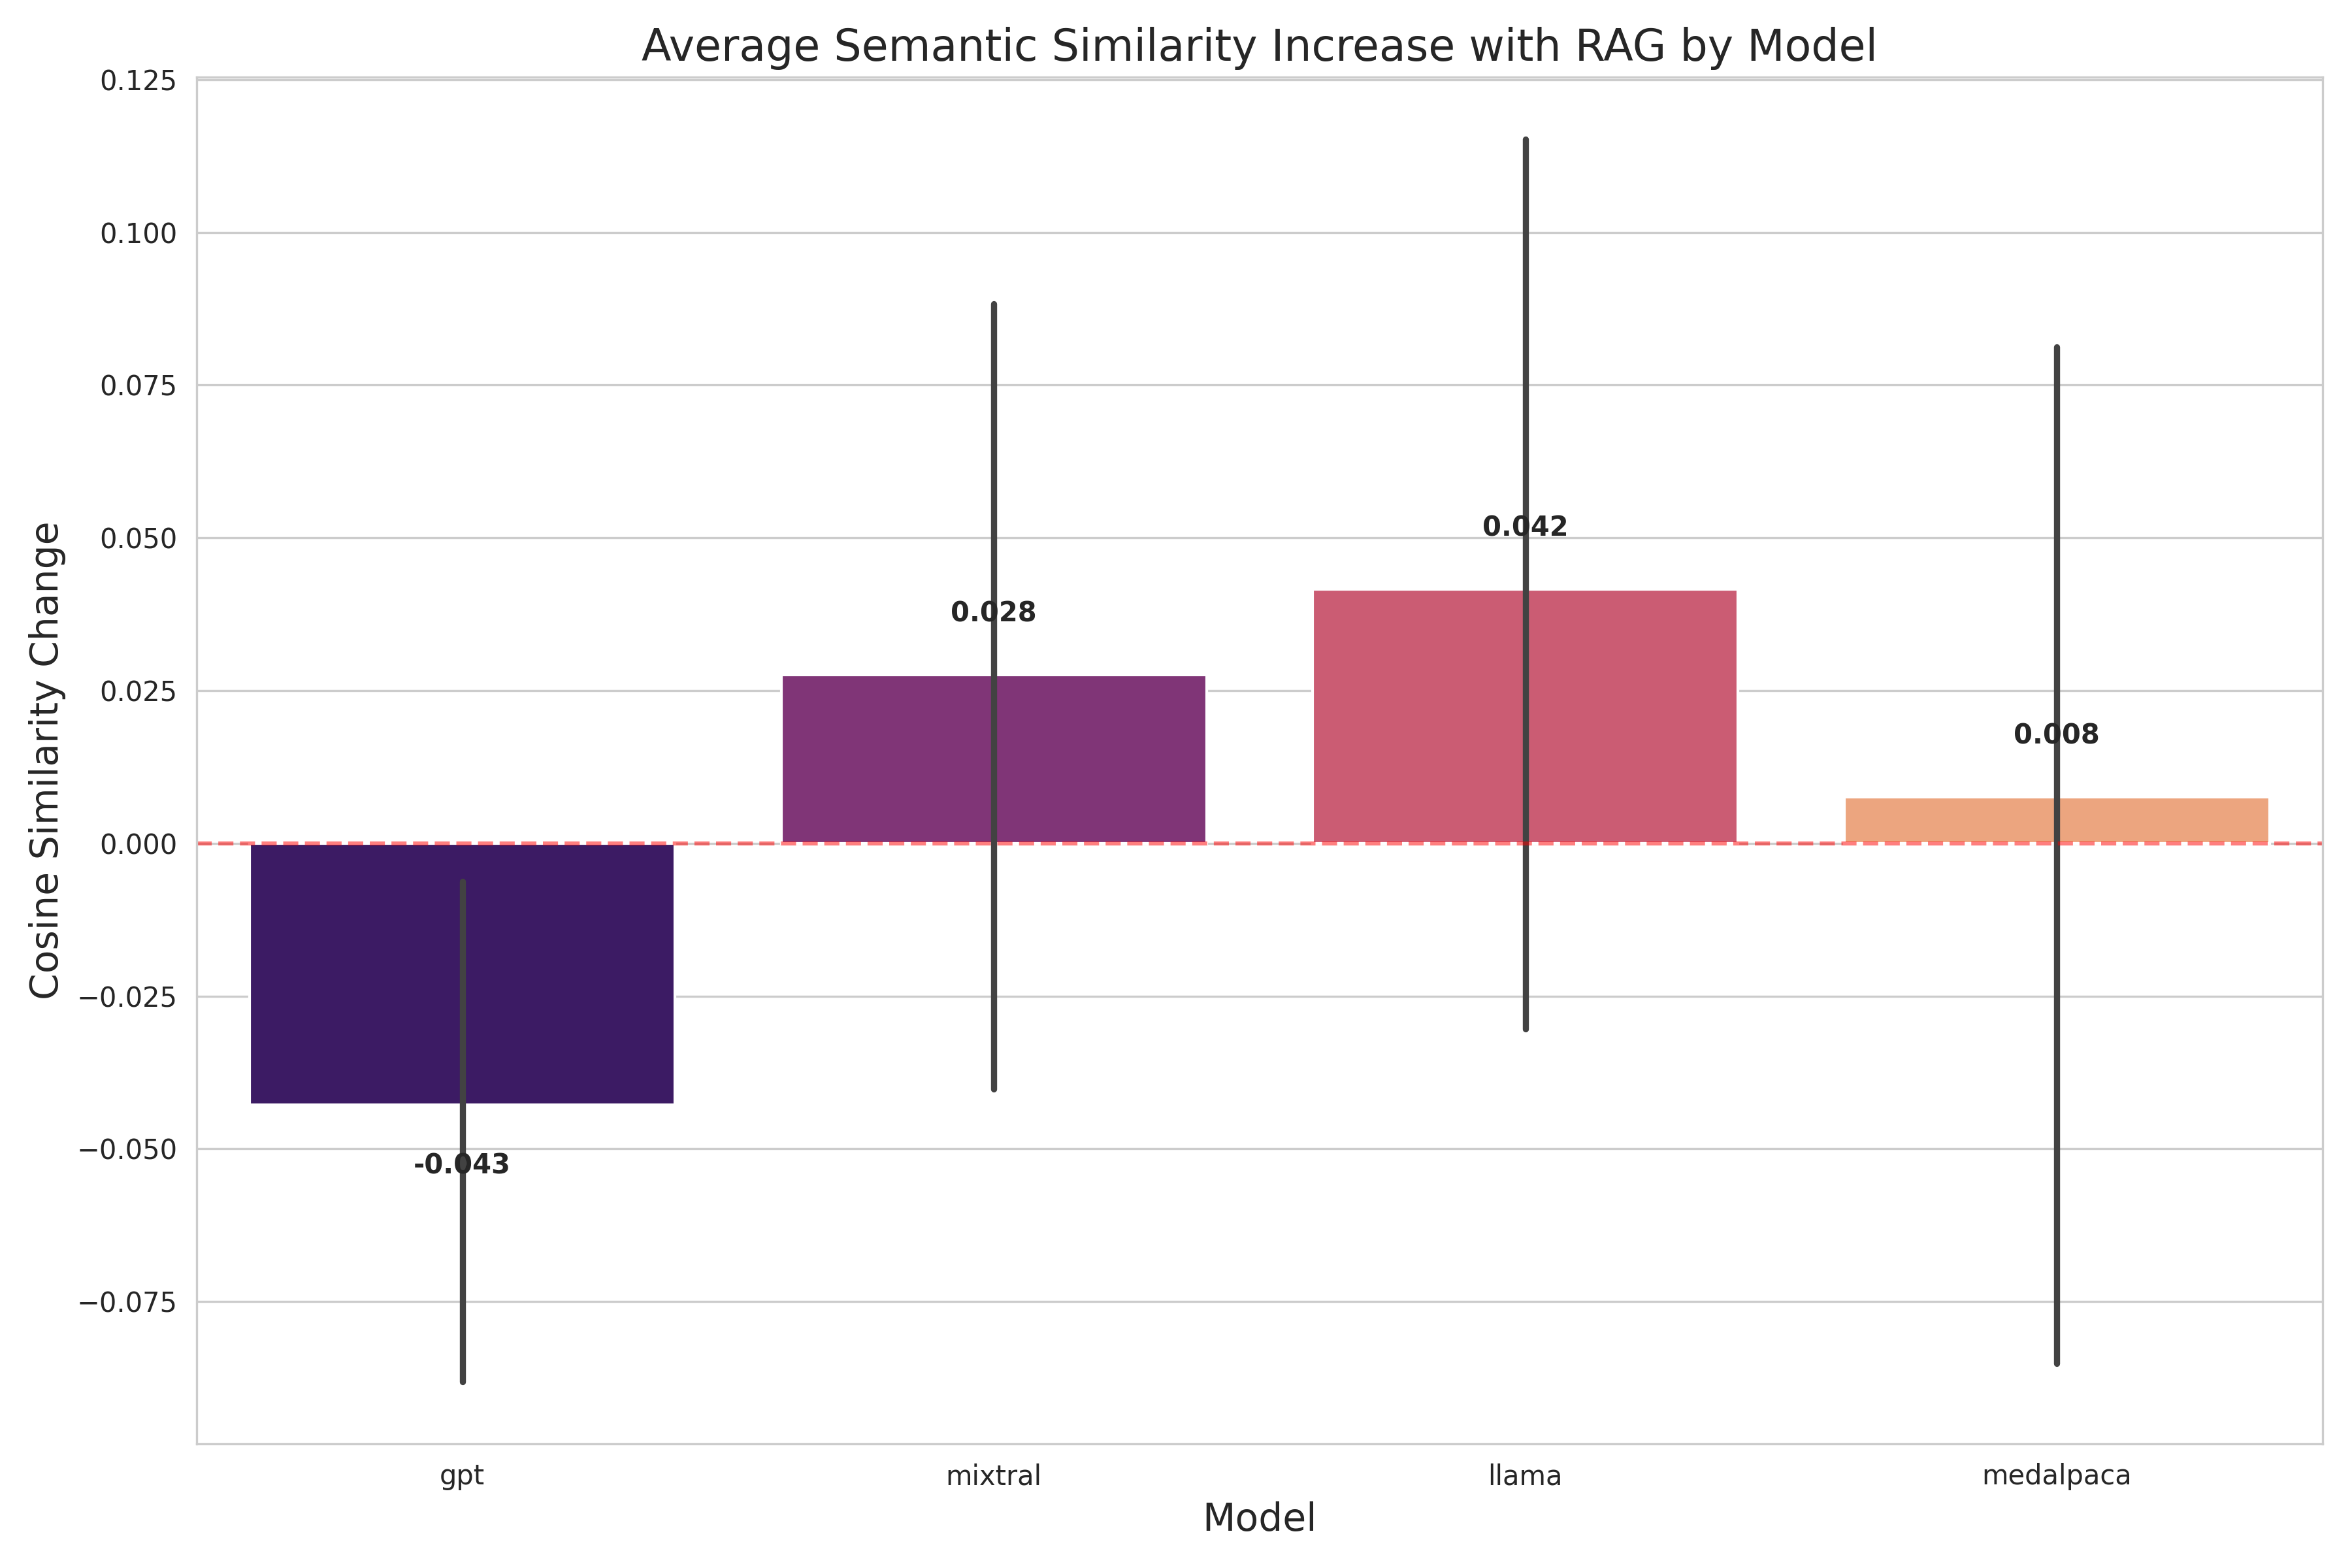 Average Semantic Similarity Increase with RAG by Model
Cosine Similarity Change
0.125
0.100
0.075
0.050
0.025
0.000
−0.025
−0.050
−0.075
-0.043
0.028
0.042
0.008
gpt
mixtral
llama
medalpaca
Model